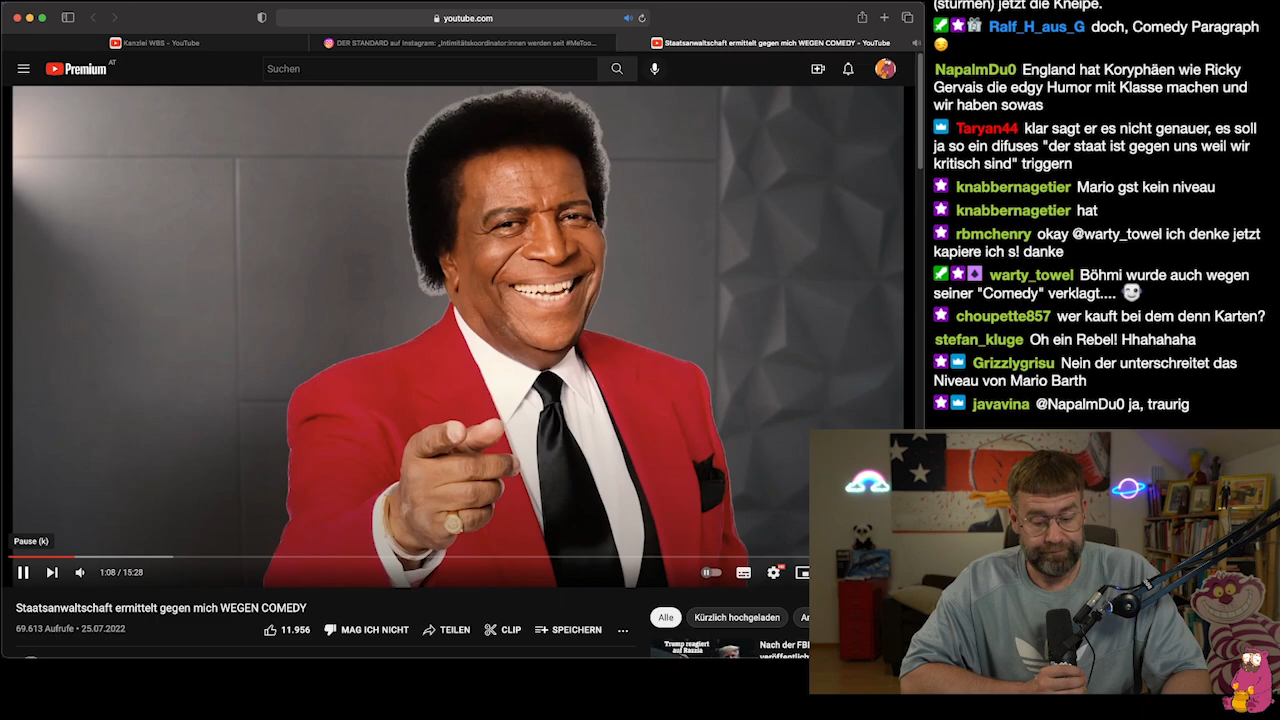 youtube.com
Kanzlei WBS - YouTube
DER STANDARD auf Instagram: „Intimitätskoordinator:innen werden seit #MeToo...
Staatsanwaltschaft ermittelt gegen mich WEGEN COMEDY - YouTube
Premium AT
Suchen
Pause (k)
1:08 / 15:28
Staatsanwaltschaft ermittelt gegen mich WEGEN COMEDY
69.613 Aufrufe • 25.07.2022
11.956
MAG ICH NICHT
TEILEN
CLIP
SPEICHERN
Alle
Kürzlich hochgeladen
Trump reagiert
auf Razzia
Nach der FBI
(stürmen) jetzt die Kneipe.
Ralf_H_aus_G doch, Comedy Paragraph
NapalmDu0 England hat Koryphäen wie Ricky
Gervais die edgy Humor mit Klasse machen und
wir haben sowas
Taryan44 klar sagt er es nicht genauer, es soll
ja so ein difuses "der staat ist gegen uns weil wir
kritisch sind" triggern
knabbernagetier Mario gst kein niveau
knabbernagetier hat
rbmchenry okay @warty_towel ich denke jetzt
kapiere ich s! danke
warty_towel Böhmi wurde auch wegen
seiner "Comedy" verklagt....
choupette857 wer kauft bei dem denn Karten?
stefan_kluge Oh ein Rebel! Hhahahaha
Grizzlygrisu Nein der unterschreitet das
Niveau von Mario Barth
javavina @NapalmDu0 ja, traurig